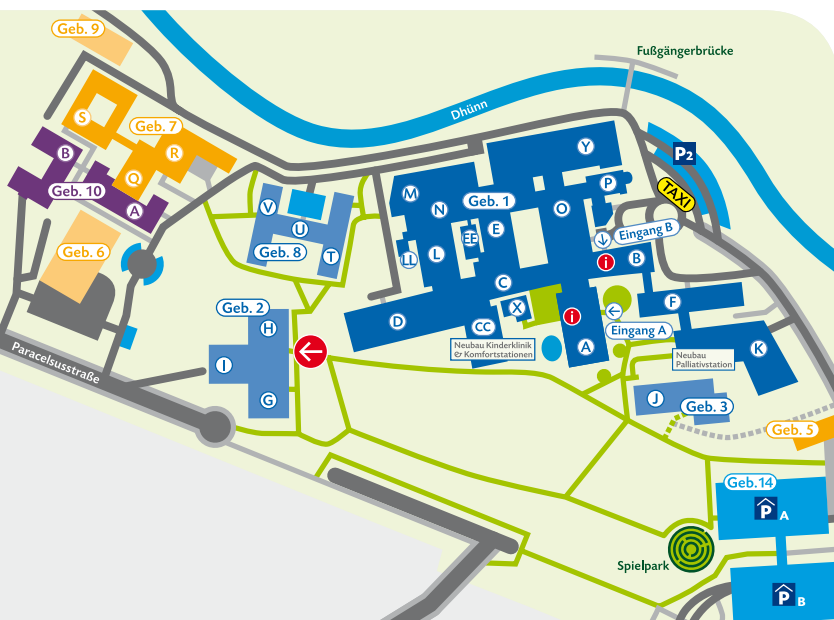 Geb. 9
Fußgängerbrücke
Dhünn
S
Geb. 7
R
Q
B
Geb. 10
A
Y
P2
TAXI
P
M
N
Geb. 1
O
V
U
T
Geb. 8
E
EE
Eingang B
Geb. 6
LL
L
C
i
B
Geb. 2
H
I
G
D
X
CC
i
F
Eingang A
A
K
Neubau Kinderklinik
& Komfortstationen
Neubau
Palliativstation
Paracelsusstraße
J
Geb. 3
Geb. 5
Geb. 14
P A
Spielpark
P B